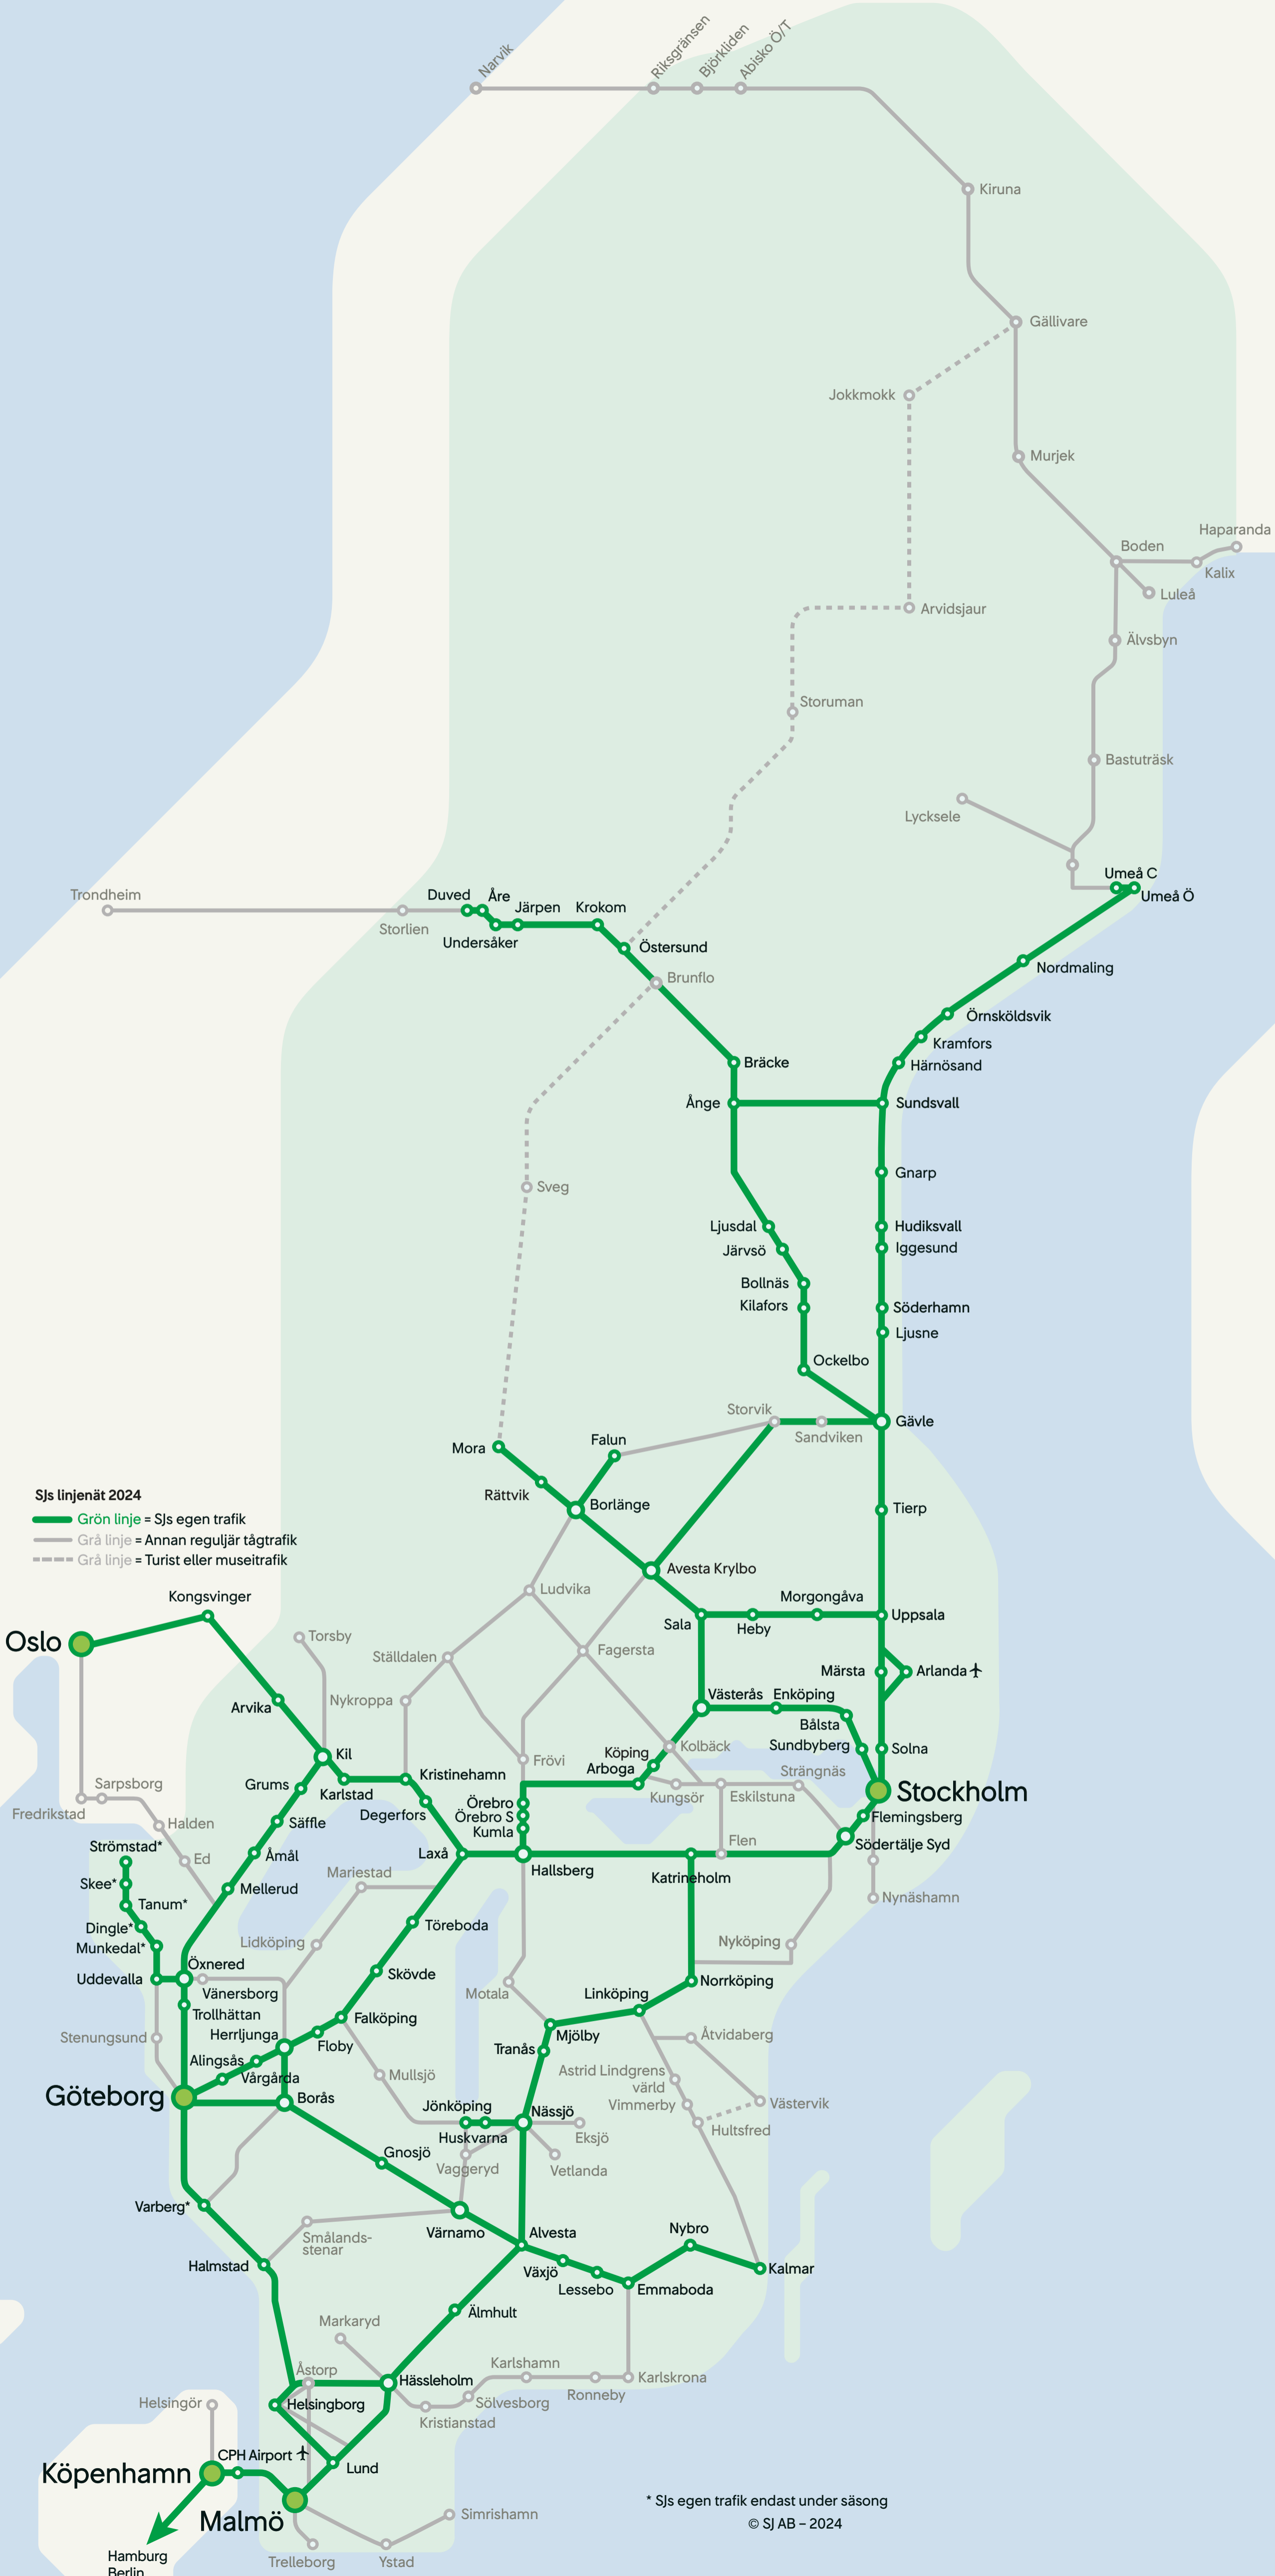 Narvik
Riksgränsen
Björkliden
Abisko Ö/T
Kiruna
Gällivare
Jokkmokk
Murjek
Haparanda
Boden
Kalix
Luleå
Arvidsjaur
Älvsbyn
Storuman
Bastuträsk
Lycksele
Umeå C
Umeå Ö
Trondheim
Storlien
Duved
Åre
Järpen
Krokom
Undersåker
Östersund
Brunflo
Nordmaling
Örnsköldsvik
Kramfors
Härnösand
Bräcke
Ånge
Sundsvall
Gnarp
Sveg
Ljusdal
Hudiksvall
Järvsö
Iggesund
Bollnäs
Kilafors
Söderhamn
Ljusne
Ockelbo
Storvik
Sandviken
Gävle
Mora
Falun
Rättvik
Borlänge
Tierp
SJs linjenät 2024
Grön linje = SJs egen trafik
Grå linje = Annan reguljär tågtrafik
Grå linje = Turist eller museitrafik
Avesta Krylbo
Ludvika
Kongsvinger
Morgongåva
Sala
Heby
Uppsala
Oslo
Torsby
Ställdalen
Fagersta
Märsta
Arlanda
Nykroppa
Arvika
Västerås
Enköping
Bålsta
Sundbyberg
Solna
Kil
Kolbäck
Köping
Arboga
Frövi
Strängnäs
Kristinehamn
Grums
Karlstad
Sarpsborg
Fredrikstad
Kungsör
Eskilstuna
Stockholm
Degerfors
Örebro
Örebro S
Kumla
Säffle
Halden
Flemingsberg
Flen
Södertälje Syd
Strömstad*
Ed
Åmål
Laxå
Hallsberg
Katrineholm
Skee*
Mariestad
Mellerud
Nynäshamn
Tanum*
Dingle*
Töreboda
Munkedal*
Lidköping
Nyköping
Öxnered
Uddevalla
Skövde
Norrköping
Vänersborg
Motala
Linköping
Trollhättan
Falköping
Herrljunga
Stenungsund
Floby
Mjölby
Åtvidaberg
Tranås
Alingsås
Vårgårda
Astrid Lindgrens
värld
Mullsjö
Göteborg
Borås
Vimmerby
Västervik
Jönköping
Nässjö
Huskvarna
Eksjö
Hultsfred
Gnosjö
Vaggeryd
Vetlanda
Varberg*
Smålands-
stenar
Värnamo
Alvesta
Nybro
Halmstad
Växjö
Lessebo
Emmaboda
Kalmar
Älmhult
Markaryd
Åstorp
Hässleholm
Karlshamn
Karlskrona
Ronneby
Helsingör
Helsingborg
Sölvesborg
Kristianstad
CPH Airport
Köpenhamn
Lund
Malmö
Simrishamn
Hamburg
Berlin
Trelleborg
Ystad
* SJs egen trafik endast under säsong
© SJ AB – 2024